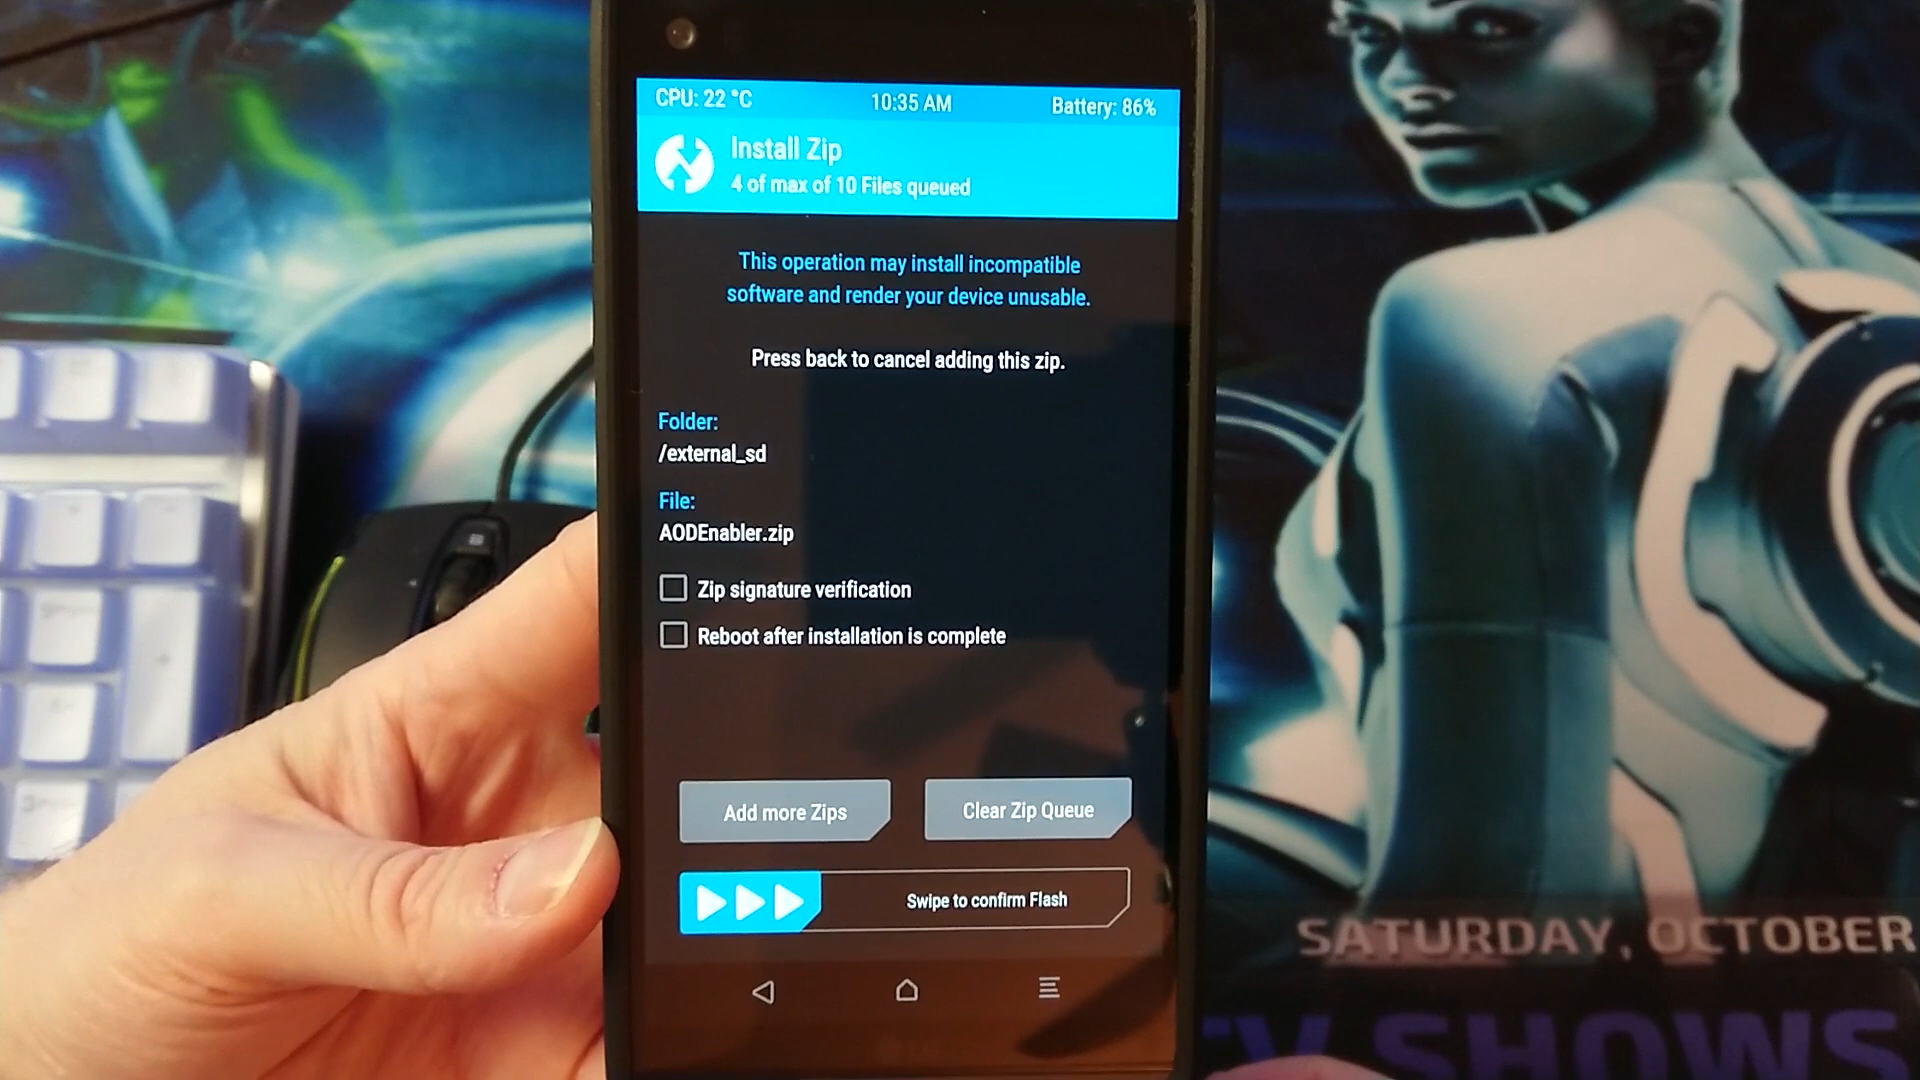 CPU: 22 °C 10:35 AM Battery: 86%
Install Zip
4 of max of 10 Files queued
This operation may install incompatible
software and render your device unusable.
Press back to cancel adding this zip.
Folder:
/external_sd
File:
AODEnabler.zip
Zip signature verification
Reboot after installation is complete
Add more Zips
Clear Zip Queue
Swipe to confirm Flash
SATURDAY, OCTOBER
SHOWS